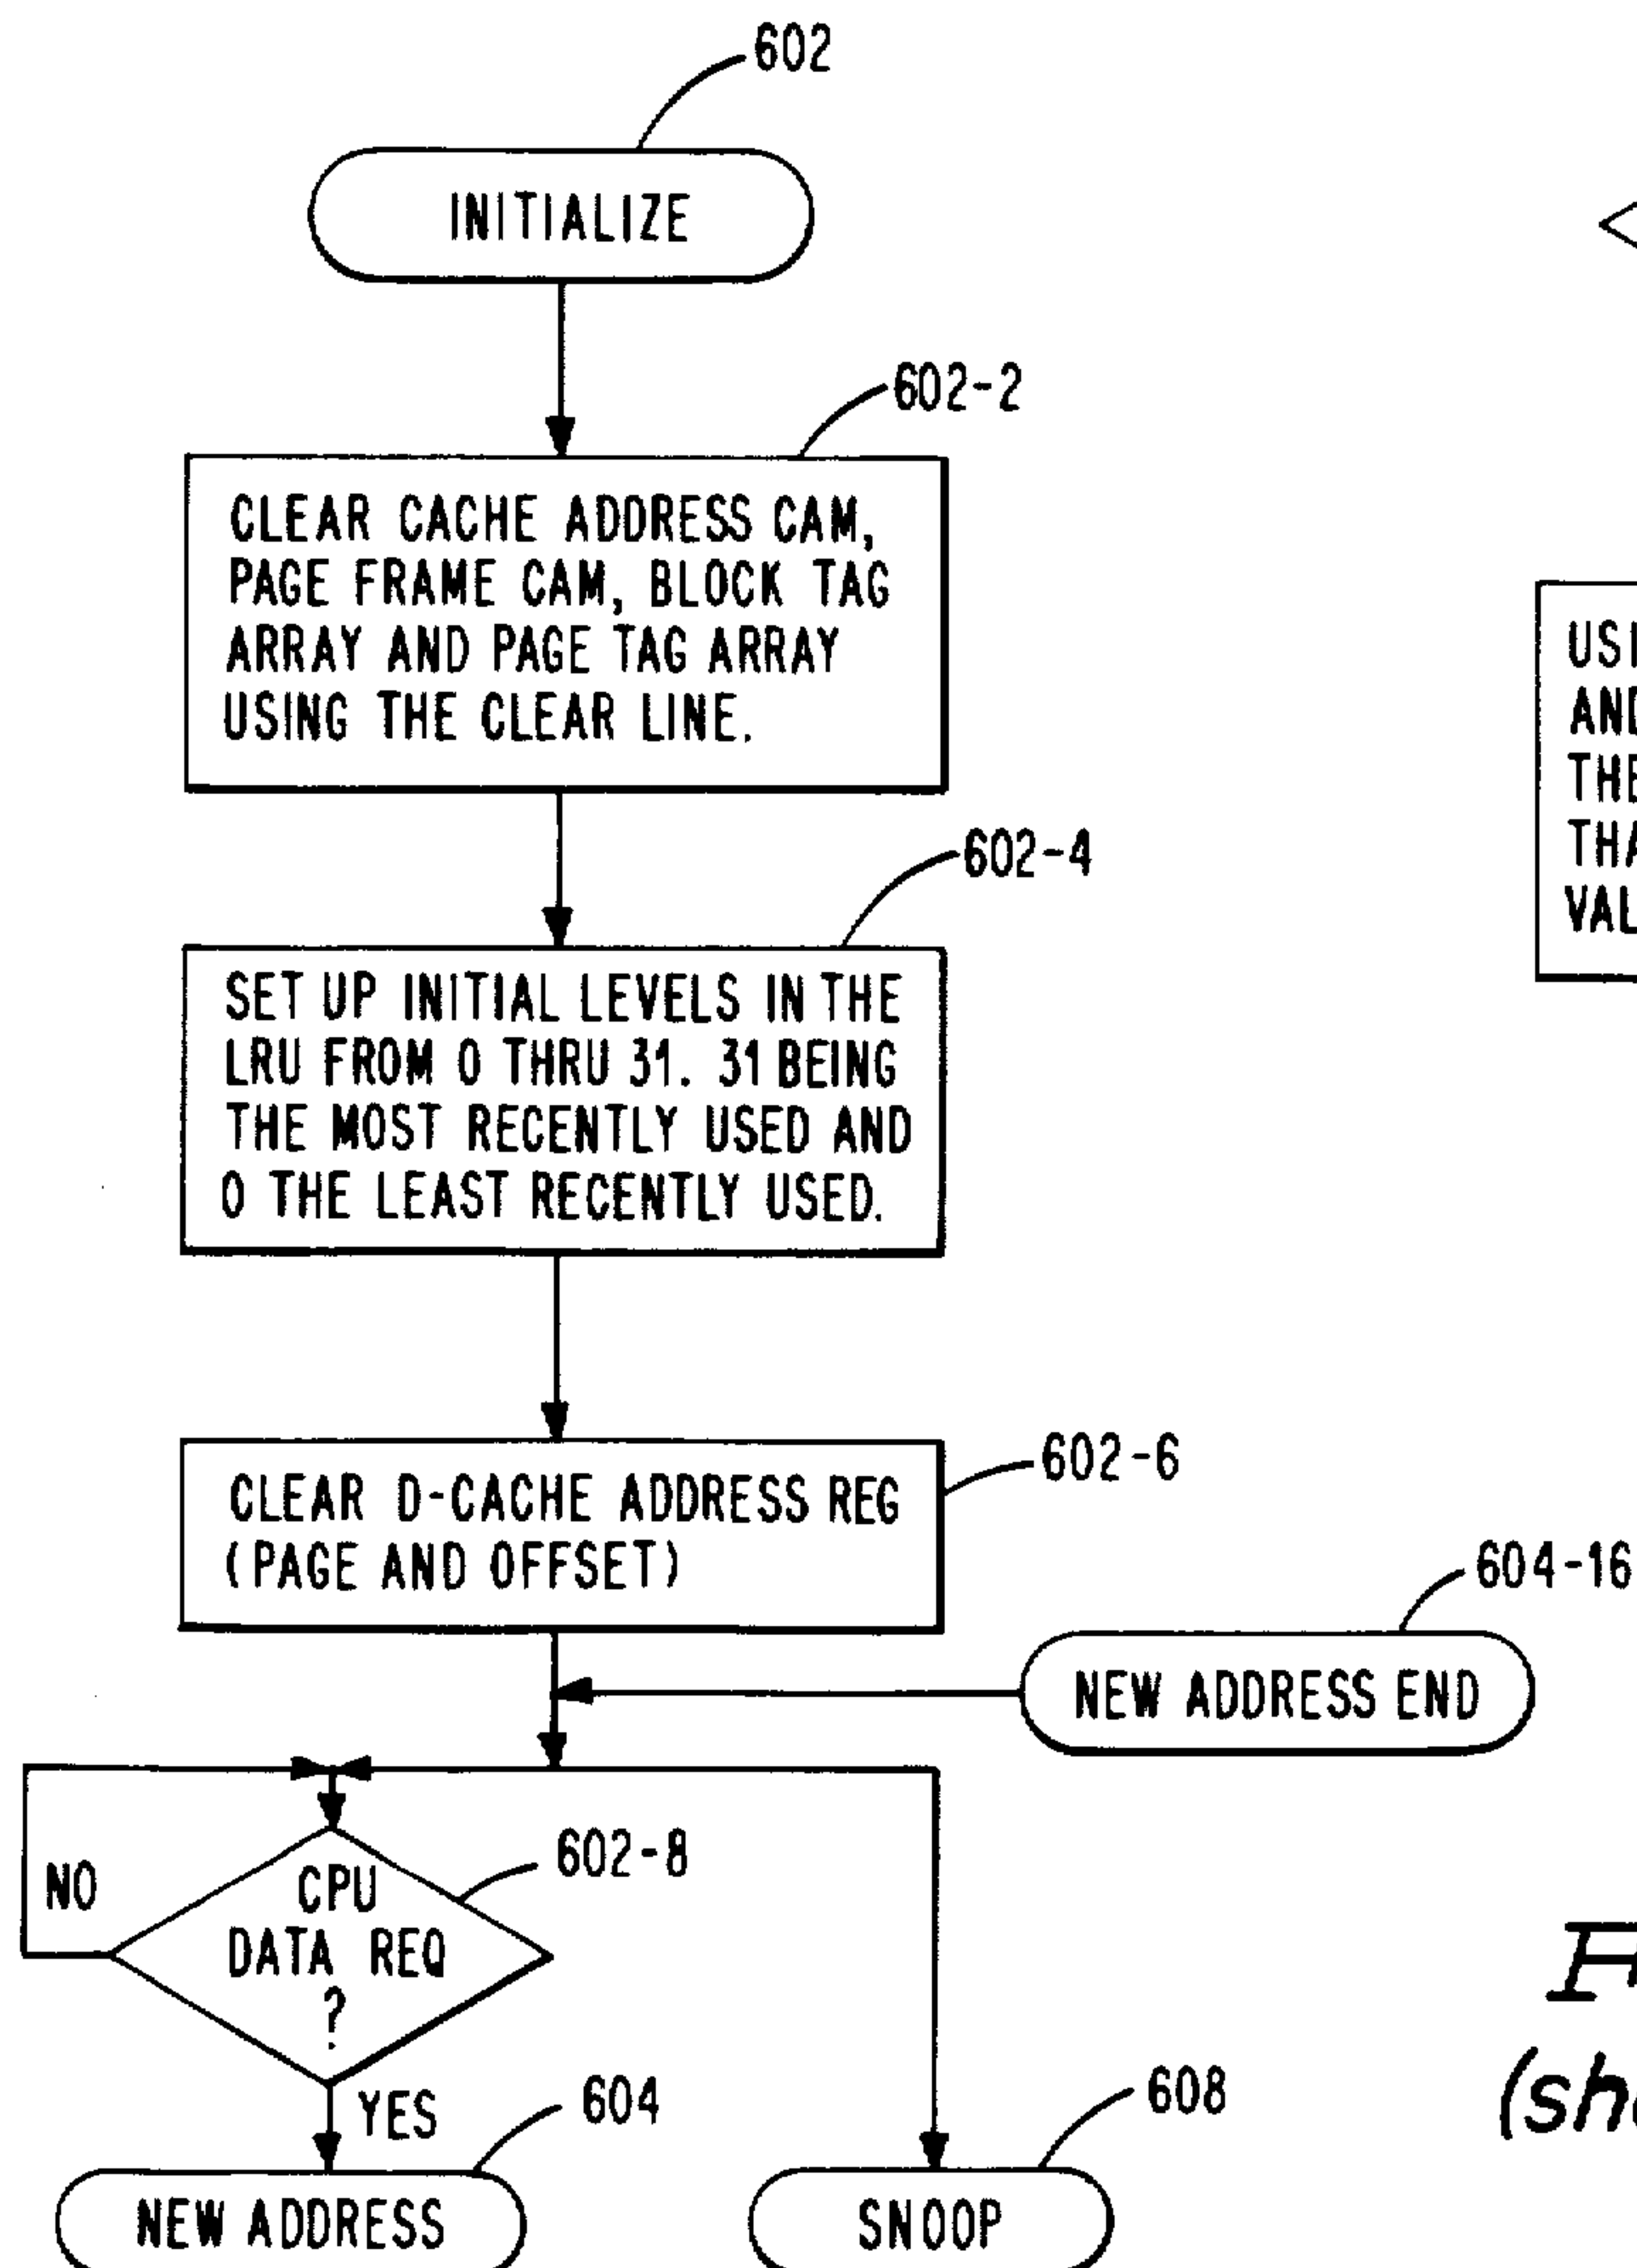 602
INITIALIZE
602-2
CLEAR CACHE ADDRESS CAM,
PAGE FRAME CAM, BLOCK TAG
ARRAY AND PAGE TAG ARRAY
USING THE CLEAR LINE.
602-4
SET UP INITIAL LEVELS IN THE
LRU FROM 0 THRU 31. 31 BEING
THE MOST RECENTLY USED AND
0 THE LEAST RECENTLY USED.
602-6
CLEAR D-CACHE ADDRESS REG
(PAGE AND OFFSET)
604-16
NEW ADDRESS END
NO
CPU
DATA REQ
?
602-8
YES
604
NEW ADDRESS
608
SNOOP